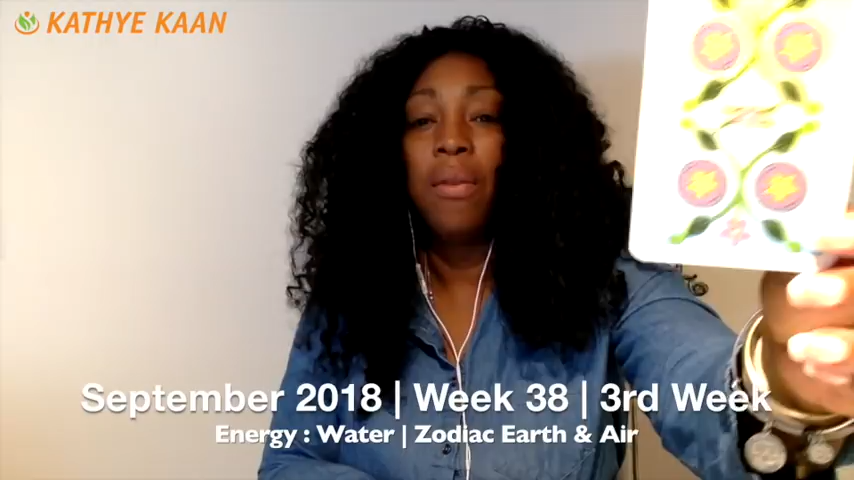 KATHYE KAAN
September 2018 | Week 38 | 3rd Week
Energy : Water | Zodiac Earth & Air